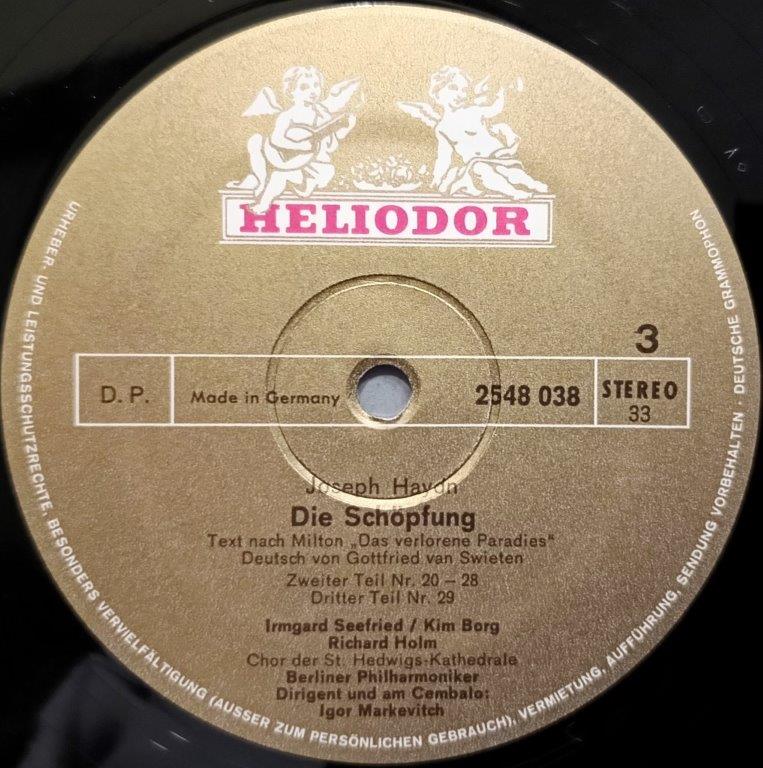 HELIODOR
3
D. P.
Made in Germany
2548 038
STEREO
33
Joseph Haydn
Die Schöpfung
Text nach Milton „Das verlorene Paradies“
Deutsch von Gottfried van Swieten
Zweiter Teil Nr. 20 – 28
Dritter Teil Nr. 29
Irmgard Seefried / Kim Borg
Richard Holm
Chor der St. Hedwigs-Kathedrale
Berliner Philharmoniker
Dirigent und am Cembalo:
Igor Markevitch
URHEBER- UND LEISTUNGSSCHUTZRECHTE, BESONDERS VERVIELFÄLTIGUNG (AUSSER ZUM PERSÖNLICHEN GEBRAUCH), VERMIETUNG, AUFFÜHRUNG, SENDUNG VORBEHALTEN · DEUTSCHE GRAMMOPHON